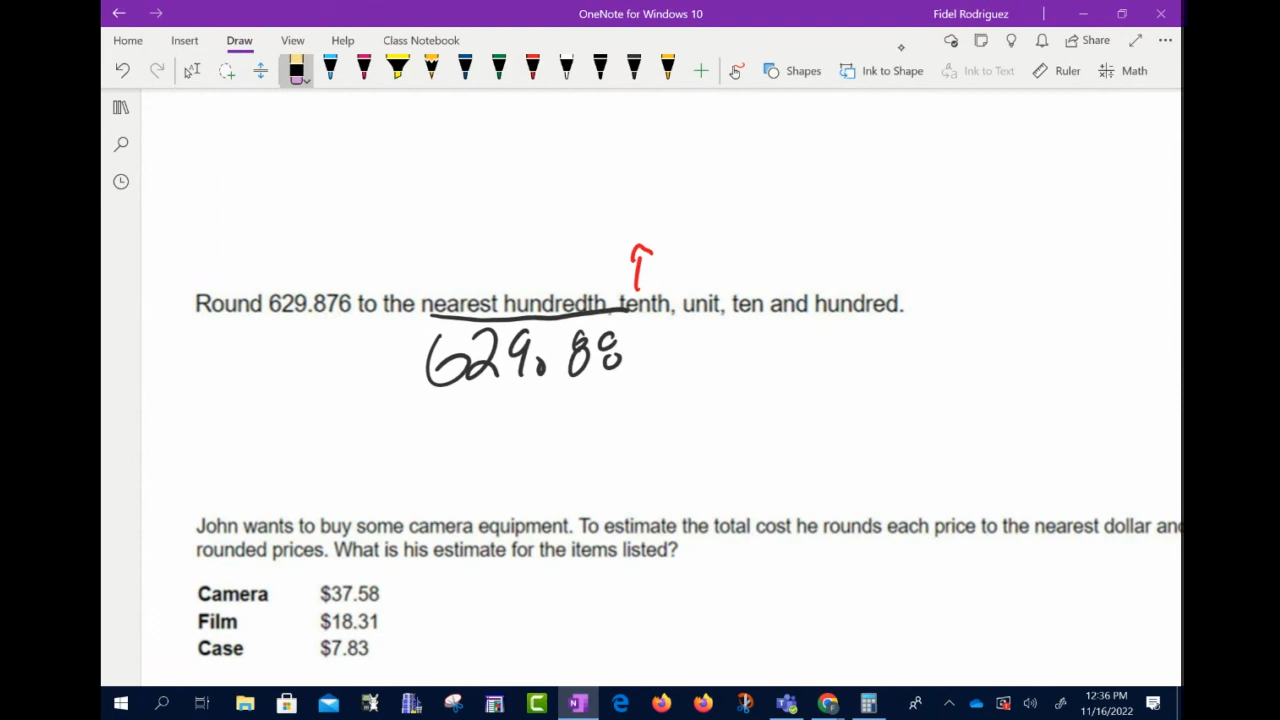 OneNote for Windows 10
Fidel Rodriguez
Home Insert Draw View Help Class Notebook
Share
Shapes Ink to Shape Ink to Text Ruler Math
Round 629.876 to the nearest hundredth, tenth, unit, ten and hundred.
629.88
John wants to buy some camera equipment. To estimate the total cost he rounds each price to the nearest dollar and
rounded prices. What is his estimate for the items listed?
Camera $37.58
Film $18.31
Case $7.83
12:36 PM
11/16/2022